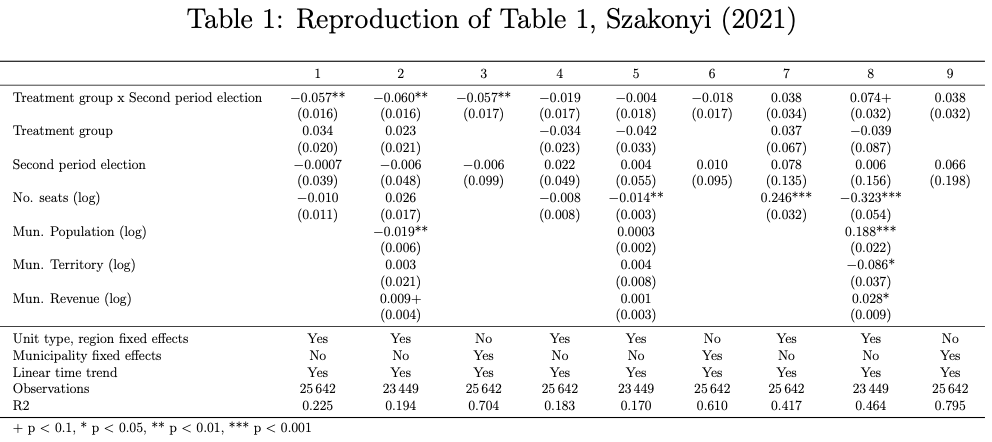 Table 1: Reproduction of Table 1, Szakonyi (2021)
1 2 3 4 5 6 7 8 9
Treatment group x Second period election −0.057** −0.060** −0.057** −0.019 −0.004 −0.018 0.038 0.074+ 0.038
(0.016) (0.016) (0.017) (0.017) (0.018) (0.017) (0.034) (0.032) (0.032)
Treatment group 0.034 0.023 −0.034 −0.042 0.037 −0.039
(0.020) (0.021) (0.023) (0.033) (0.067) (0.087)
Second period election −0.0007 −0.006 −0.006 0.022 0.004 0.010 0.078 0.006 0.066
(0.039) (0.048) (0.099) (0.049) (0.055) (0.095) (0.135) (0.156) (0.198)
No. seats (log) −0.010 0.026 −0.008 −0.014** 0.246*** −0.323***
(0.011) (0.017) (0.008) (0.003) (0.032) (0.054)
Mun. Population (log) −0.019** 0.0003 0.188***
(0.006) (0.002) (0.022)
Mun. Territory (log) 0.003 0.004 −0.086*
(0.021) (0.008) (0.037)
Mun. Revenue (log) 0.009+ 0.001 0.028*
(0.004) (0.003) (0.009)
Unit type, region fixed effects Yes Yes No Yes Yes No Yes Yes No
Municipality fixed effects No No Yes No No Yes No No Yes
Linear time trend Yes Yes Yes Yes Yes Yes Yes Yes Yes
Observations 25 642 23 449 25 642 25 642 23 449 25 642 25 642 23 449 25 642
R2 0.225 0.194 0.704 0.183 0.170 0.610 0.417 0.464 0.795
+ p < 0.1, * p < 0.05, ** p < 0.01, *** p < 0.001